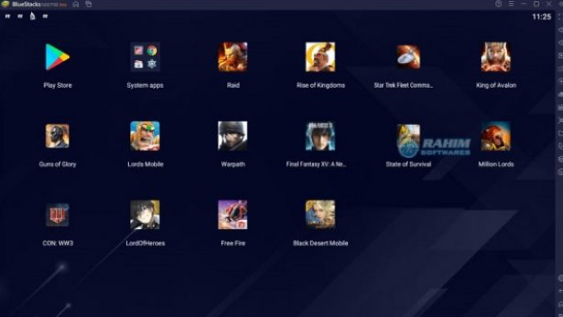 BlueStacks
11:25
Play Store
System apps
Raid
Rise of Kingdoms
Star Trek Fleet Comma...
King of Avalon
Guns of Glory
Lords Mobile
Warpath
Final Fantasy XV: A Ne...
State of Survival
Million Lords
RAHIM
SOFTWARES
CON: WW3
LordOfHeroes
Free Fire
Black Desert Mobile